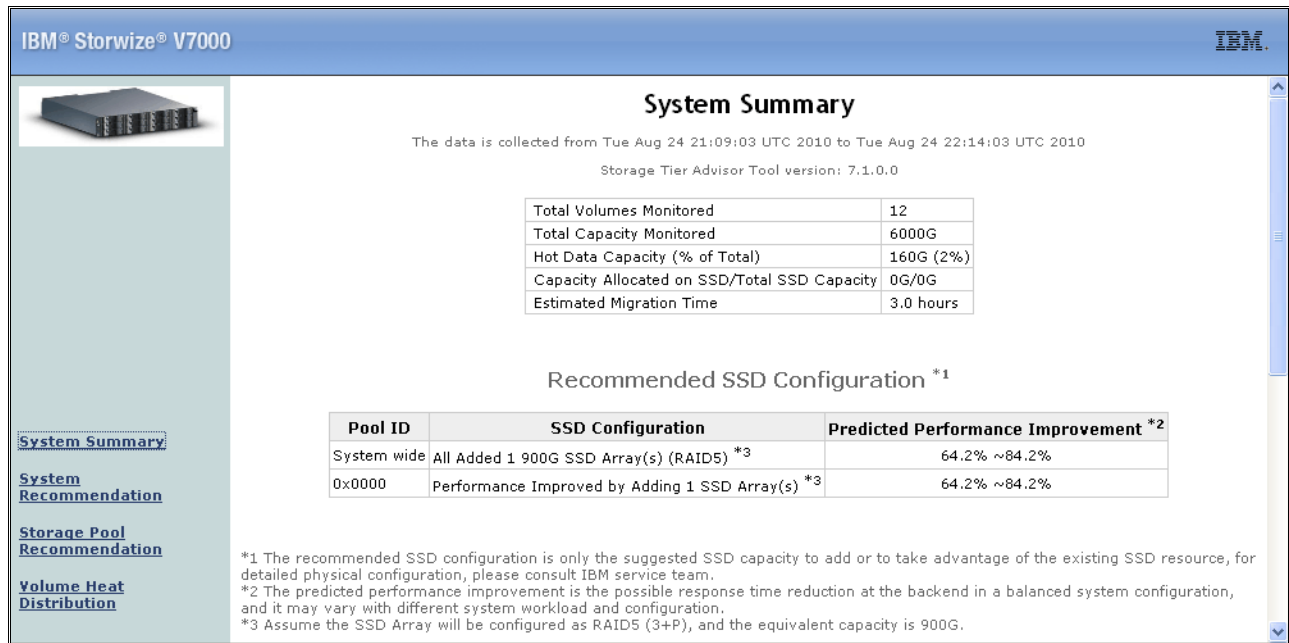 IBM® Storwize® V7000
IBM.
System Summary
The data is collected from Tue Aug 24 21:09:03 UTC 2010 to Tue Aug 24 22:14:03 UTC 2010
Storage Tier Advisor Tool version: 7.1.0.0
Total Volumes Monitored 12
Total Capacity Monitored 6000G
Hot Data Capacity (% of Total) 160G (2%)
Capacity Allocated on SSD/Total SSD Capacity 0G/0G
Estimated Migration Time 3.0 hours
Recommended SSD Configuration *1
Pool ID SSD Configuration Predicted Performance Improvement *2
System wide All Added 1 900G SSD Array(s) (RAID5) *3 64.2% ~84.2%
0x0000 Performance Improved by Adding 1 SSD Array(s) *3 64.2% ~84.2%
*1 The recommended SSD configuration is only the suggested SSD capacity to add or to take advantage of the existing SSD resource, for
detailed physical configuration, please consult IBM service team.
*2 The predicted performance improvement is the possible response time reduction at the backend in a balanced system configuration,
and it may vary with different system workload and configuration.
*3 Assume the SSD Array will be configured as RAID5 (3+P), and the equivalent capacity is 900G.
System Summary
System
Recommendation
Storage Pool
Recommendation
Volume Heat
Distribution